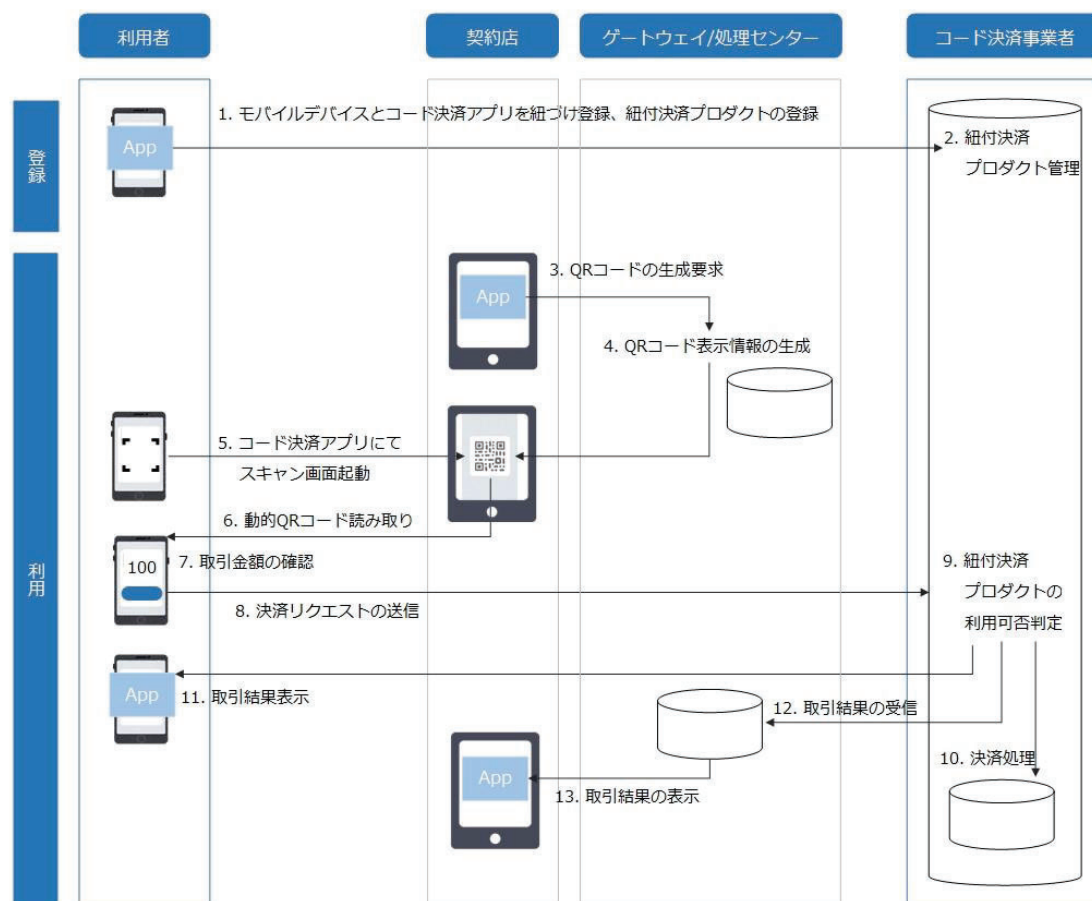 利用者
契約店
ゲートウェイ/処理センター
コード決済事業者
登録
1. モバイルデバイスとコード決済アプリを紐づけ登録、紐付決済プロダクトの登録
App
2. 紐付決済
プロダクト管理
利用
3. QRコードの生成要求
App
4. QRコード表示情報の生成
5. コード決済アプリにて
スキャン画面起動
6. 動的QRコード読み取り
7. 取引金額の確認
100
8. 決済リクエストの送信
9. 紐付決済
プロダクトの
利用可否判定
App
11. 取引結果表示
12. 取引結果の受信
10. 決済処理
App
13. 取引結果の表示